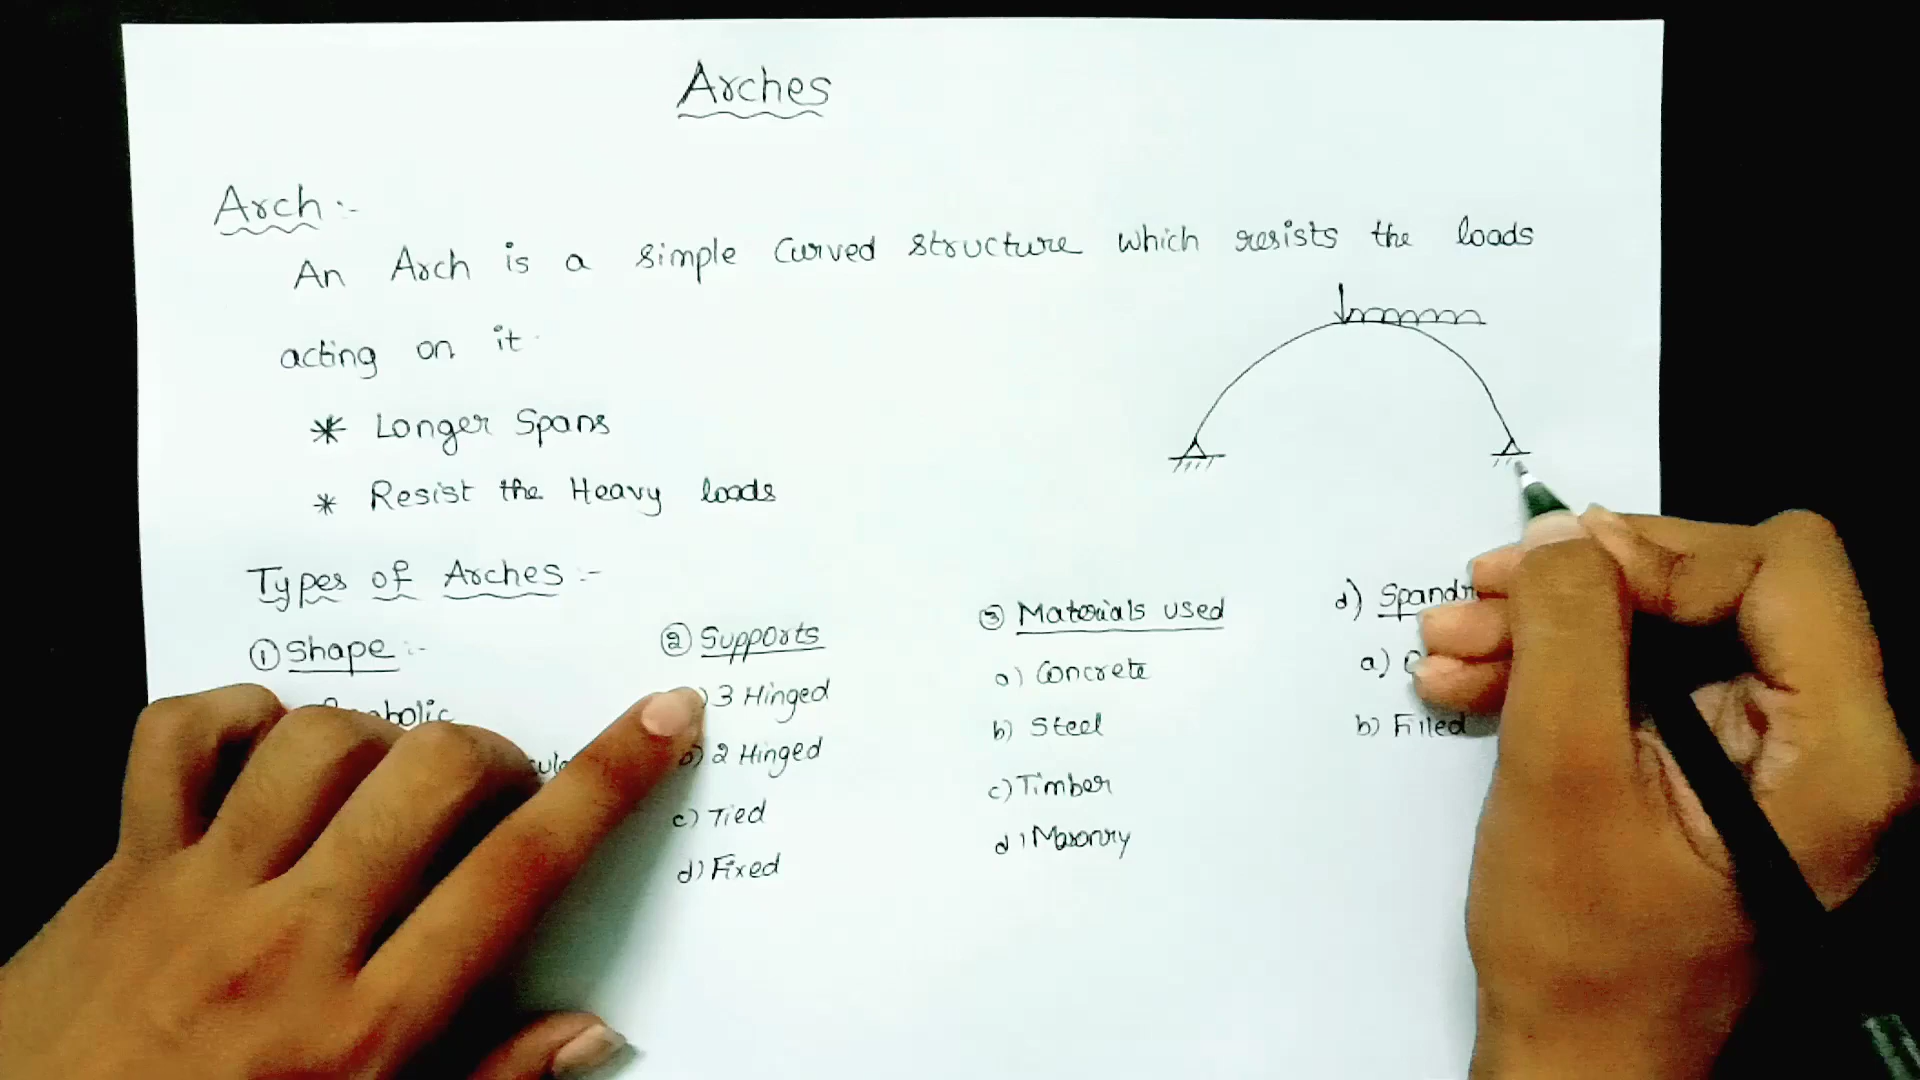 Arches
Arch :-
An Arch is a simple curved structure which resists the loads
acting on it.
* Longer Spans
* Resist the Heavy loads
Types of Arches :-
① Shape :-
② Supports
) 3 Hinged
b) 2 Hinged
c) Tied
d) Fixed
③ Materials used
a) Concrete
b) Steel
c) Timber
d) Masonry
d)
a)
b) Filled